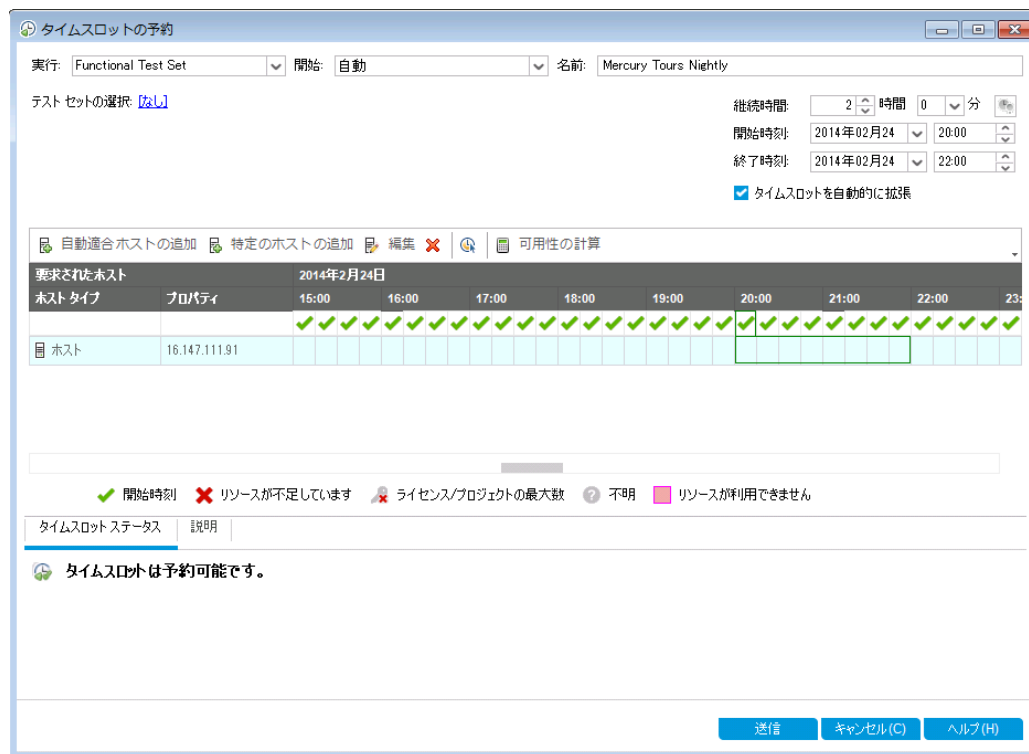 タイムスロットの予約
実行: Functional Test Set 開始: 自動 名前: Mercury Tours Nightly
テスト セットの選択: [なし]
継続時間: 2 時間 0 分
開始時刻: 2014年02月24 20:00
終了時刻: 2014年02月24 22:00
タイムスロットを自動的に拡張
自動適合ホストの追加 特定のホストの追加 編集 可用性の計算
要求されたホスト 2014年2月24日
ホスト タイプ プロパティ 15:00 16:00 17:00 18:00 19:00 20:00 21:00 22:00 23:
ホスト 16.147.111.91
開始時刻 リソースが不足しています ライセンス/プロジェクトの最大数 不明 リソースが利用できません
タイムスロット ステータス 説明
タイムスロットは予約可能です。
送信 キャンセル(C) ヘルプ(H)